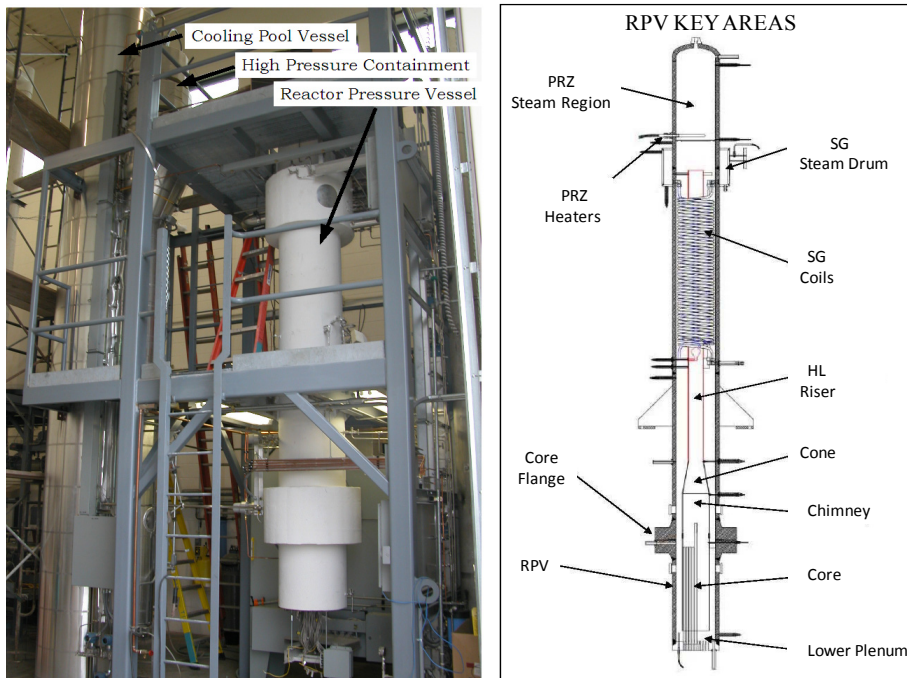 Cooling Pool Vessel
High Pressure Containment
Reactor Pressure Vessel
RPV KEY AREAS
PRZ
Steam Region
SG
Steam Drum
PRZ
Heaters
SG
Coils
HL
Riser
Core
Flange
Cone
Chimney
RPV
Core
Lower Plenum